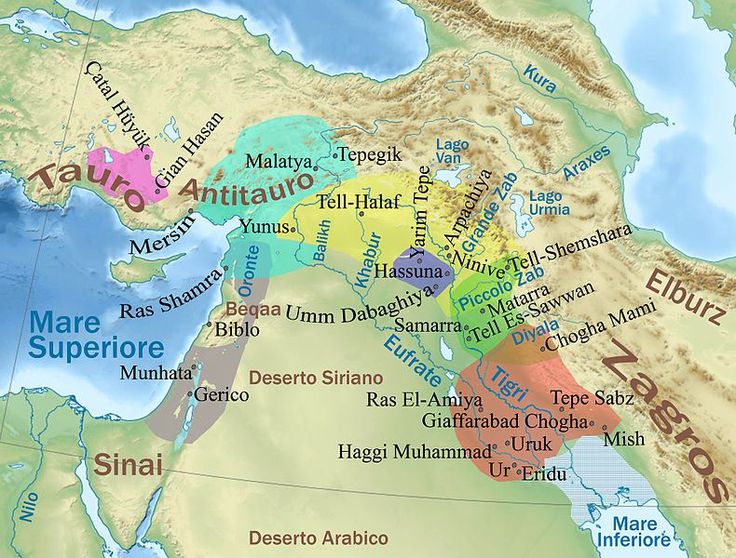 Kura
Çatal Hüyük
Gian Hasan
Tauro
Antitauro
Malatya
Tepegik
Lago
Van
Araxes
Mersin
Yunus
Tell-Halaf
Balikh
Khabur
Yarim Tepe
Arpachiya
Grande Zab
Lago
Urmia
Ninive
Tell-Shemshara
Hassuna
Ras Shamra
Oronte
Umm Dabaghiya
Piccolo Zab
Matarra
Elburz
Beqaa
Biblo
Samarra
Tell Es-Sawwan
Diyala
Chogha Mami
Mare
Superiore
Eufrate
Zagros
Munhata
Gerico
Deserto Siriano
Tigri
Ras El-Amiya
Tepe Sabz
Giaffarabad Chogha
Mish
Haggi Muhammad
Uruk
Ur
Eridu
Sinai
Nilo
Deserto Arabico
Mare
Inferiore